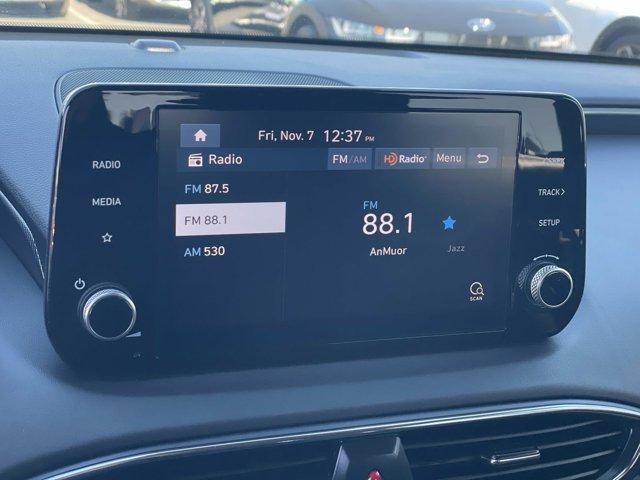 Fri, Nov. 7 12:37 PM
Radio FM/AM HD Radio Menu
RADIO
MEDIA
FM 87.5
FM 88.1
AM 530
FM
88.1
AnMuor
Jazz
SCAN
TRACK >
SETUP